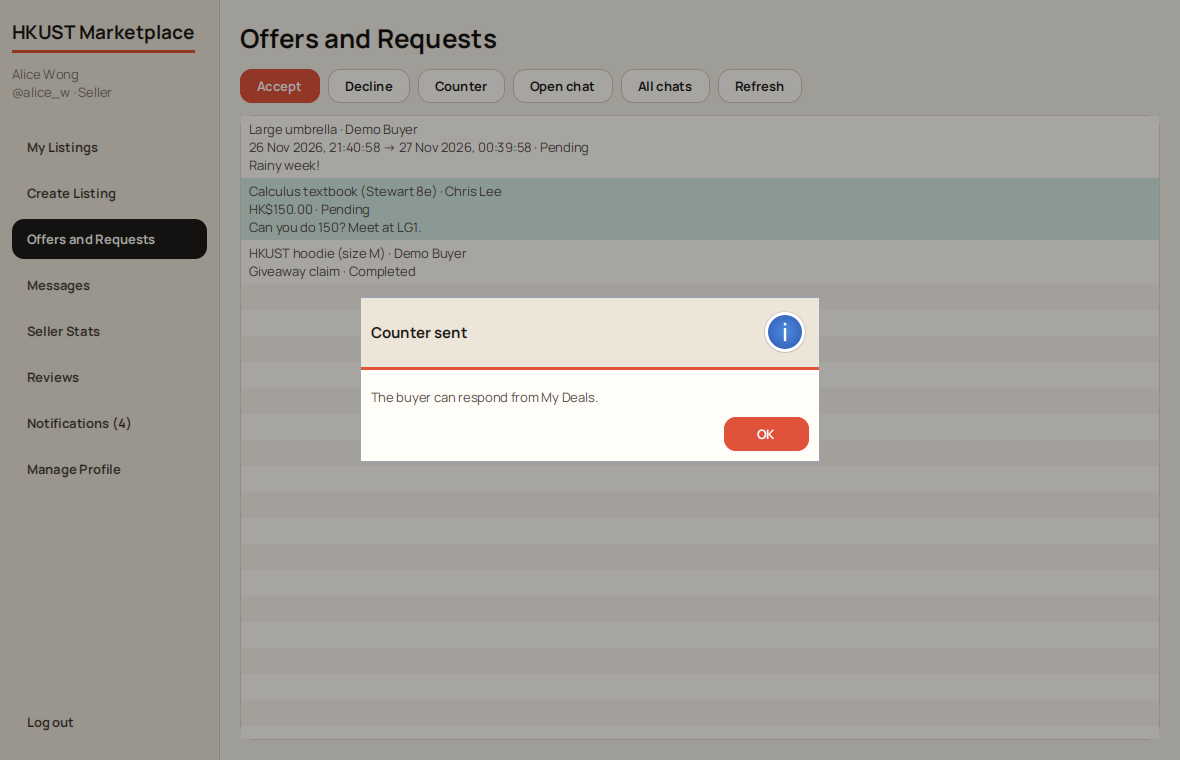 HKUST Marketplace
Alice Wong
@alice_w · Seller
My Listings
Create Listing
Offers and Requests
Messages
Seller Stats
Reviews
Notifications (4)
Manage Profile
Log out
Offers and Requests
Accept
Decline
Counter
Open chat
All chats
Refresh
Large umbrella · Demo Buyer
26 Nov 2026, 21:40:58 → 27 Nov 2026, 00:39:58 · Pending
Rainy week!
Calculus textbook (Stewart 8e) · Chris Lee
HK$150.00 · Pending
Can you do 150? Meet at LG1.
HKUST hoodie (size M) · Demo Buyer
Giveaway claim · Completed
Counter sent
The buyer can respond from My Deals.
OK